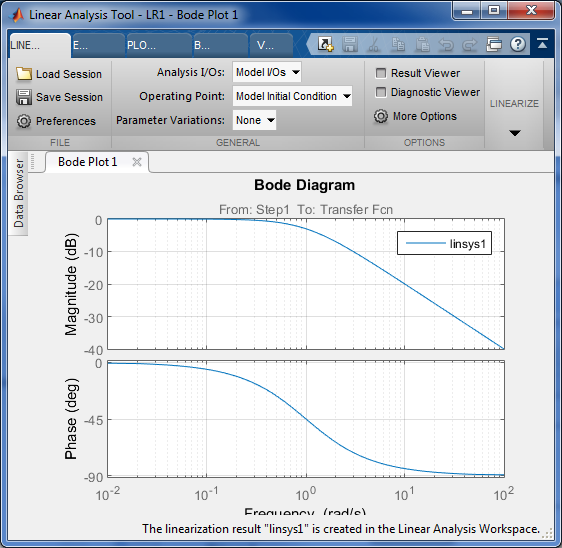 Linear Analysis Tool - LR1 - Bode Plot 1
LINE... E... PLO... B... V...
Load Session
Save Session
Preferences
FILE
Analysis I/Os: Model I/Os
Operating Point: Model Initial Condition
Parameter Variations: None
GENERAL
Result Viewer
Diagnostic Viewer
More Options
OPTIONS
LINEARIZE
Data Browser
Bode Plot 1
Bode Diagram
From: Step1 To: Transfer Fcn
Magnitude (dB)
0
-10
-20
-30
-40
linsys1
Phase (deg)
0
-45
-90
10^-2 10^-1 10^0 10^1 10^2
Frequency (rad/s)
The linearization result "linsys1" is created in the Linear Analysis Workspace.